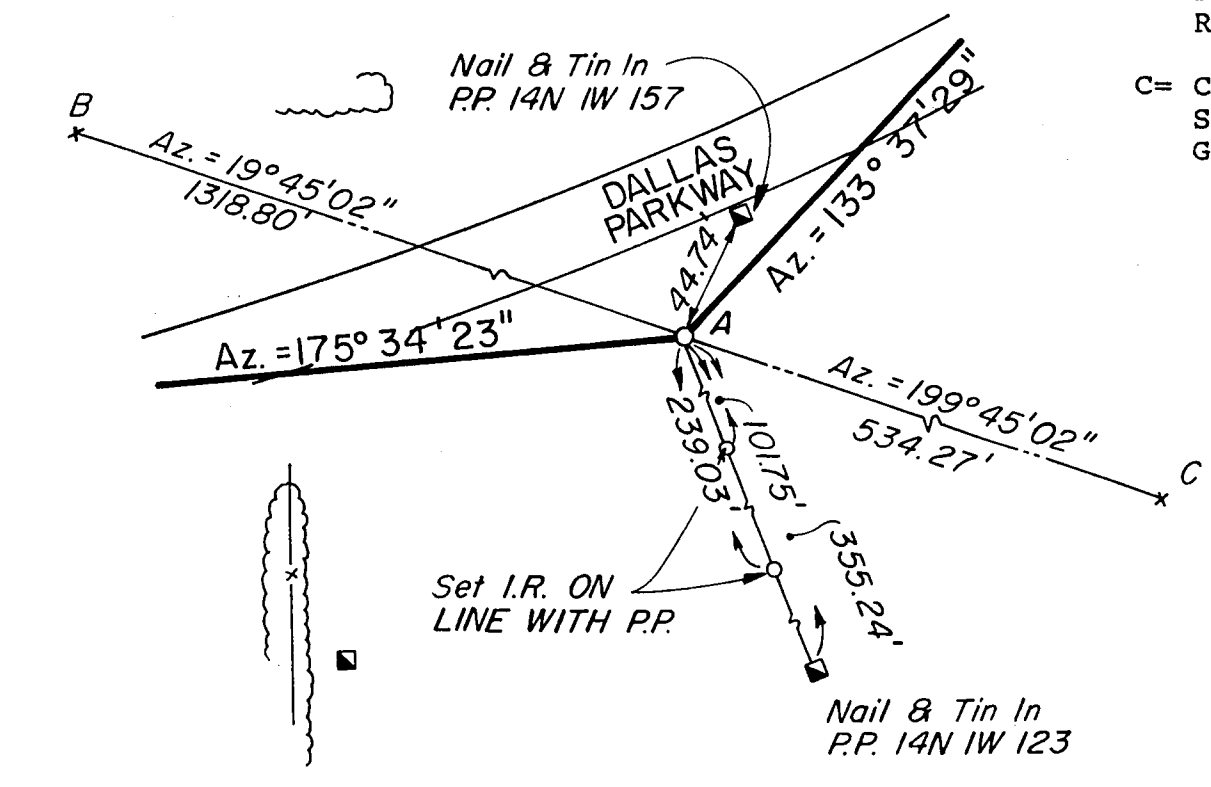 R
Nail & Tin In
P.P. 14N 1W 157
C= C
S
G
B
Az. = 19°45'02"
1318.80'
DALLAS
PARKWAY
44.74'
Az. = 133° 37' 29"
A
Az. = 175° 34' 23"
Az. = 199°45'02"
534.27'
C
239.03'
101.75'
355.24'
Set I.R. ON
LINE WITH P.P.
Nail & Tin In
P.P. 14N 1W 123